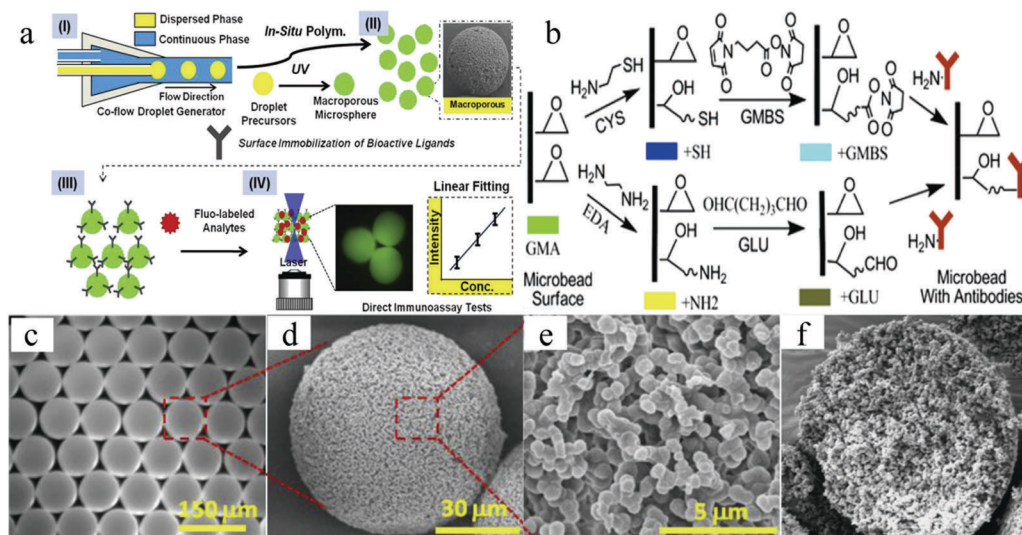 a
(I)
Dispersed Phase
Continuous Phase
Flow Direction
Co-flow Droplet Generator
In-Situ Polym.
UV
Droplet
Precursors
Macroporous
Microsphere
(II)
Macroporous
Surface Immobilization of Bioactive Ligands
(III)
Fluo-labeled
Analytes
(IV)
Laser
Linear Fitting
Intensity
Conc.
Direct Immunoassay Tests
b
GMA
H2N
SH
CYS
H2N
NH2
EDA
Microbead
Surface
OH
SH
+SH
O
O
N
O
O
O
N
O
GMBS
OH
O
O
N
O
O
+GMBS
H2N
OH
NH2
+NH2
OHC(CH2)3CHO
GLU
OH
CHO
+GLU
H2N
OH
Microbead
With Antibodies
c
150 μm
d
30 μm
e
5 μm
f